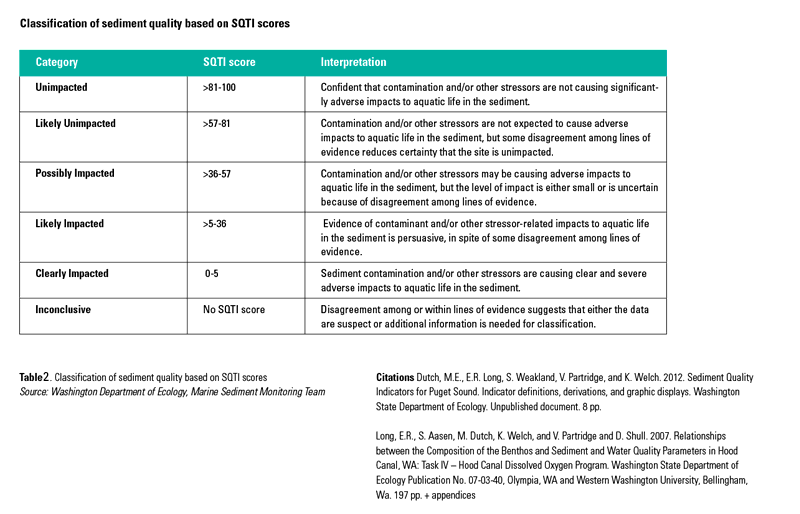 Classification of sediment quality based on SQTI scores
Category SQTI score Interpretation
Unimpacted >81-100 Confident that contamination and/or other stressors are not causing significant-
ly adverse impacts to aquatic life in the sediment.
Likely Unimpacted >57-81 Contamination and/or other stressors are not expected to cause adverse
impacts to aquatic life in the sediment, but some disagreement among lines of
evidence reduces certainty that the site is unimpacted.
Possibly Impacted >36-57 Contamination and/or other stressors may be causing adverse impacts to
aquatic life in the sediment, but the level of impact is either small or is uncertain
because of disagreement among lines of evidence.
Likely Impacted >5-36 Evidence of contaminant and/or other stressor-related impacts to aquatic life
in the sediment is persuasive, in spite of some disagreement among lines of
evidence.
Clearly Impacted 0-5 Sediment contamination and/or other stressors are causing clear and severe
adverse impacts to aquatic life in the sediment.
Inconclusive No SQTI score Disagreement among or within lines of evidence suggests that either the data
are suspect or additional information is needed for classification.
Table2. Classification of sediment quality based on SQTI scores
Source: Washington Department of Ecology, Marine Sediment Monitoring Team
Citations Dutch, M.E., E.R. Long, S. Weakland, V. Partridge, and K. Welch. 2012. Sediment Quality
Indicators for Puget Sound. Indicator definitions, derivations, and graphic displays. Washington
State Department of Ecology. Unpublished document. 8 pp.
Long, E.R., S. Aasen, M. Dutch, K. Welch, and V. Partridge and D. Shull. 2007. Relationships
between the Composition of the Benthos and Sediment and Water Quality Parameters in Hood
Canal, WA: Task IV – Hood Canal Dissolved Oxygen Program. Washington State Department of
Ecology Publication No. 07-03-40, Olympia, WA and Western Washington University, Bellingham,
Wa. 197 pp. + appendices